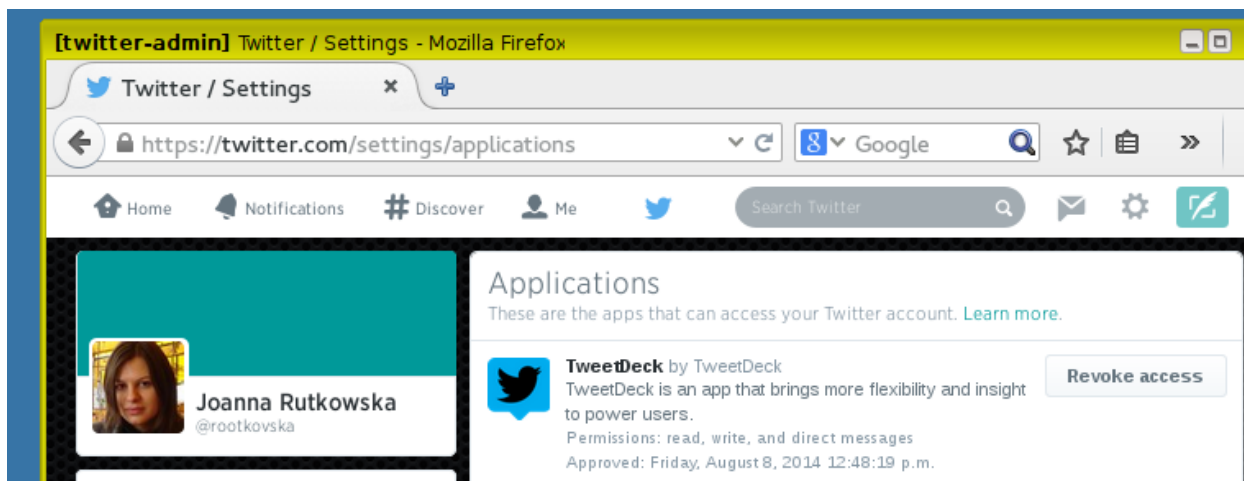 [twitter-admin] Twitter / Settings - Mozilla Firefox
Twitter / Settings
https://twitter.com/settings/applications
Google
Home Notifications Discover Me Search Twitter
Applications
These are the apps that can access your Twitter account. Learn more.
TweetDeck by TweetDeck
Revoke access
TweetDeck is an app that brings more flexibility and insight
to power users.
Permissions: read, write, and direct messages
Approved: Friday, August 8, 2014 12:48:19 p.m.
Joanna Rutkowska
@rootkovska